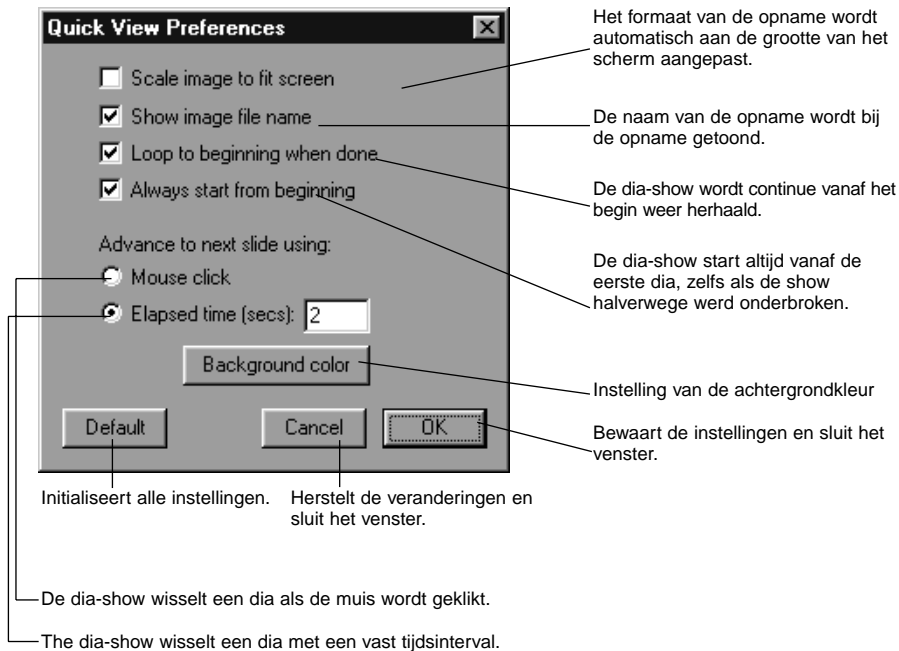 Quick View Preferences
Scale image to fit screen
Show image file name
Loop to beginning when done
Always start from beginning
Advance to next slide using:
Mouse click
Elapsed time (secs): 2
Background color
Default
Cancel
OK
Het formaat van de opname wordt
automatisch aan de grootte van het
scherm aangepast.
De naam van de opname wordt bij
de opname getoond.
De dia-show wordt continue vanaf het
begin weer herhaald.
De dia-show start altijd vanaf de
eerste dia, zelfs als de show
halverwege werd onderbroken.
Instelling van de achtergrondkleur
Bewaart de instellingen en sluit het
venster.
Initialiseert alle instellingen.
Herstelt de veranderingen en
sluit het venster.
De dia-show wisselt een dia als de muis wordt geklikt.
The dia-show wisselt een dia met een vast tijdsinterval.